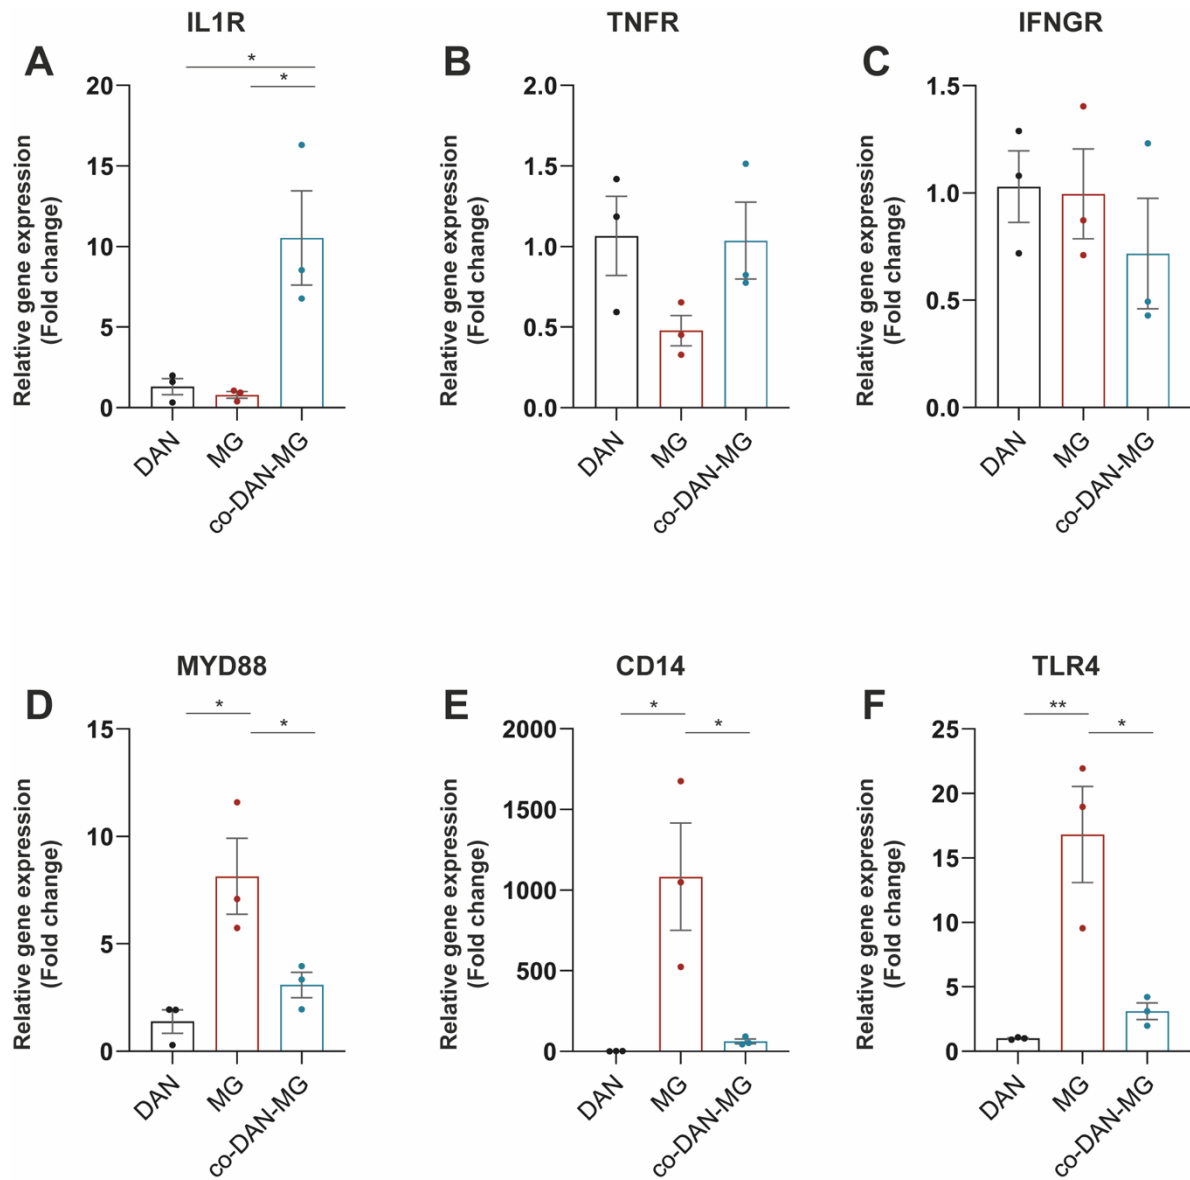 IL1R
TNFR
IFNGR
A
B
C
*
*
Relative gene expression
(Fold change)
20
15
10
5
0
DAN
MG
co-DAN-MG
Relative gene expression
(Fold change)
2.0
1.5
1.0
0.5
0.0
DAN
MG
co-DAN-MG
Relative gene expression
(Fold change)
1.5
1.0
0.5
0.0
DAN
MG
co-DAN-MG
MYD88
CD14
TLR4
D
E
F
*
*
Relative gene expression
(Fold change)
15
10
5
0
DAN
MG
co-DAN-MG
*
*
Relative gene expression
(Fold change)
2000
1500
1000
500
0
DAN
MG
co-DAN-MG
**
*
Relative gene expression
(Fold change)
25
20
15
10
5
0
DAN
MG
co-DAN-MG